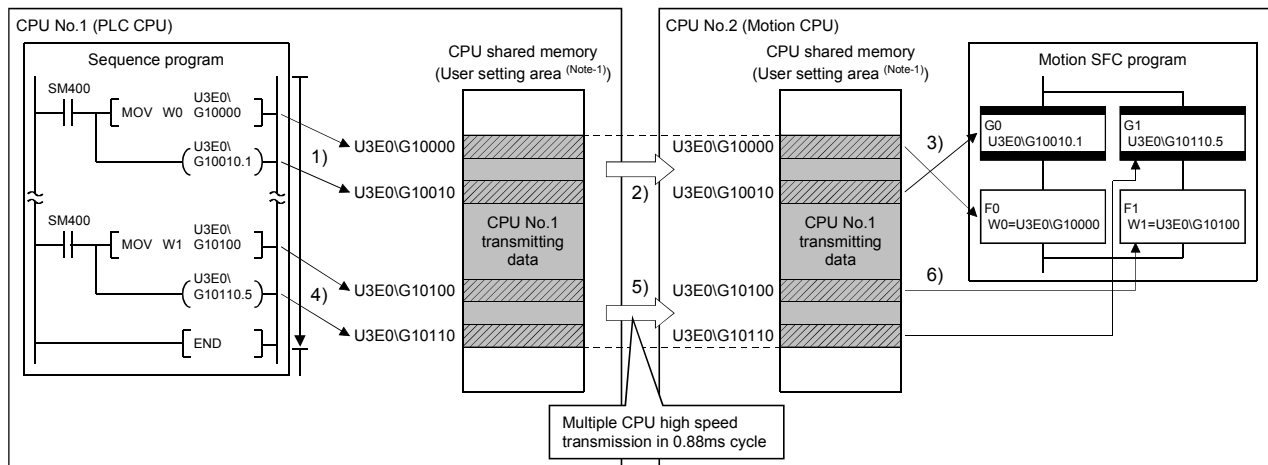 CPU No.1 (PLC CPU)
Sequence program
SM400
MOV W0 U3E0\
G10000
U3E0\
G10010.1
SM400
MOV W1 U3E0\
G10100
U3E0\
G10110.5
END
1)
4)
CPU shared memory
(User setting area (Note-1))
U3E0\G10000
U3E0\G10010
CPU No.1
transmitting
data
U3E0\G10100
U3E0\G10110
2)
5)
Multiple CPU high speed
transmission in 0.88ms cycle
CPU No.2 (Motion CPU)
CPU shared memory
(User setting area (Note-1))
U3E0\G10000
U3E0\G10010
CPU No.1
transmitting
data
U3E0\G10100
U3E0\G10110
3)
6)
Motion SFC program
G0
U3E0\G10010.1
G1
U3E0\G10110.5
F0
W0=U3E0\G10000
F1
W1=U3E0\G10100